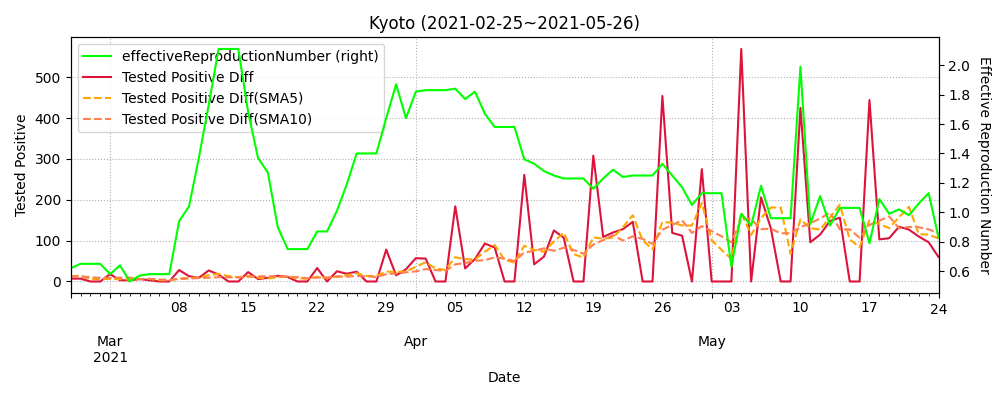 Kyoto (2021-02-25~2021-05-26)
effectiveReproductionNumber (right)
Tested Positive Diff
Tested Positive Diff(SMA5)
Tested Positive Diff(SMA10)
Tested Positive
500
400
300
200
100
0
Effective Reproduction Number
2.0
1.8
1.6
1.4
1.2
1.0
0.8
0.6
08 15 22 29 05 12 19 26 03 10 17 24
Mar Apr May
2021
Date